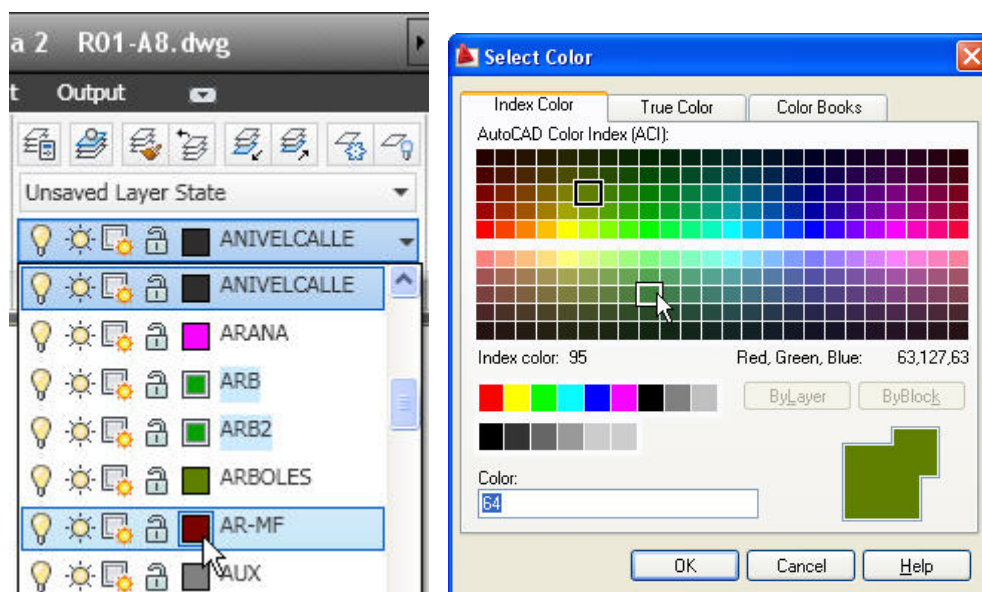 a 2 R01-A8.dwg
t Output
Unsaved Layer State
ANIVELCALLE
ANIVELCALLE
ARANA
ARB
ARB2
ARBOLES
AR-MF
AUX
Select Color
Index Color True Color Color Books
AutoCAD Color Index (ACI):
Index color: 95 Red, Green, Blue: 63,127,63
ByLayer ByBlock
Color:
64
OK Cancel Help